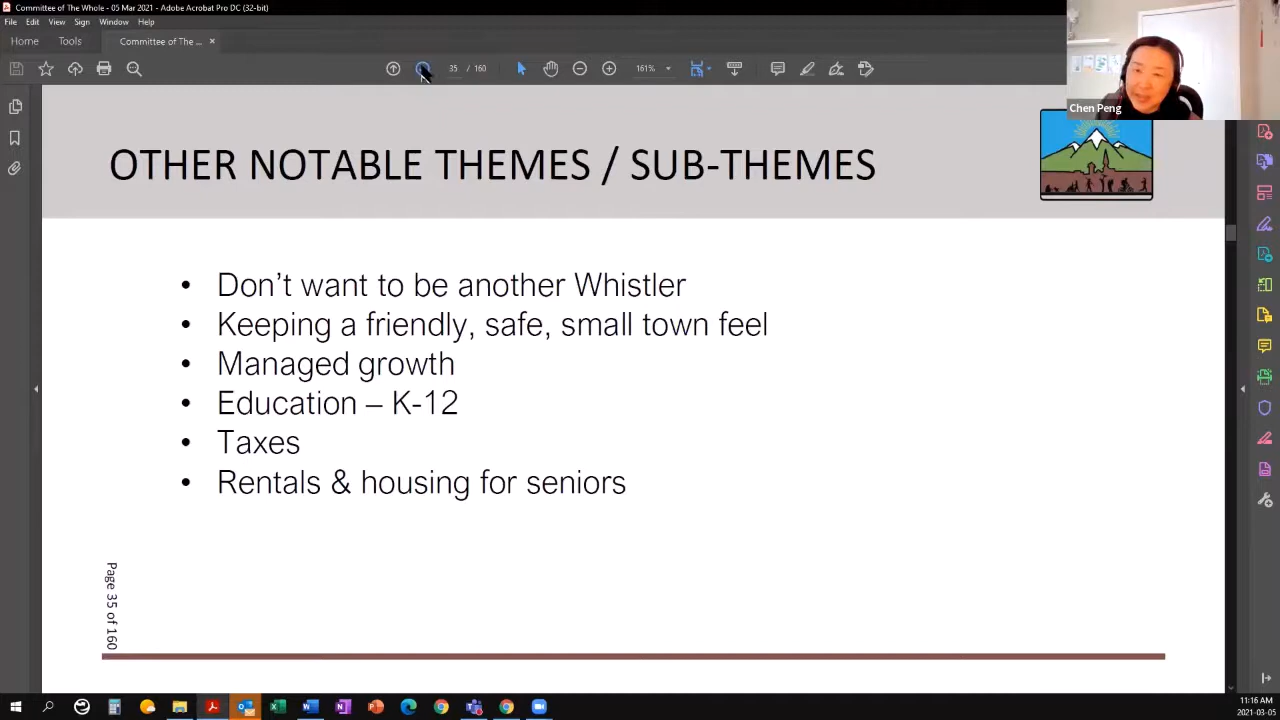 Committee of The Whole - 05 Mar 2021 - Adobe Acrobat Pro DC (32-bit)
File Edit View Sign Window Help
Home Tools Committee of The ... ×
35 / 160 161%
Chen Peng
OTHER NOTABLE THEMES / SUB-THEMES
• Don’t want to be another Whistler
• Keeping a friendly, safe, small town feel
• Managed growth
• Education – K-12
• Taxes
• Rentals & housing for seniors
Page 35 of 160
11:16 AM
2021-03-05